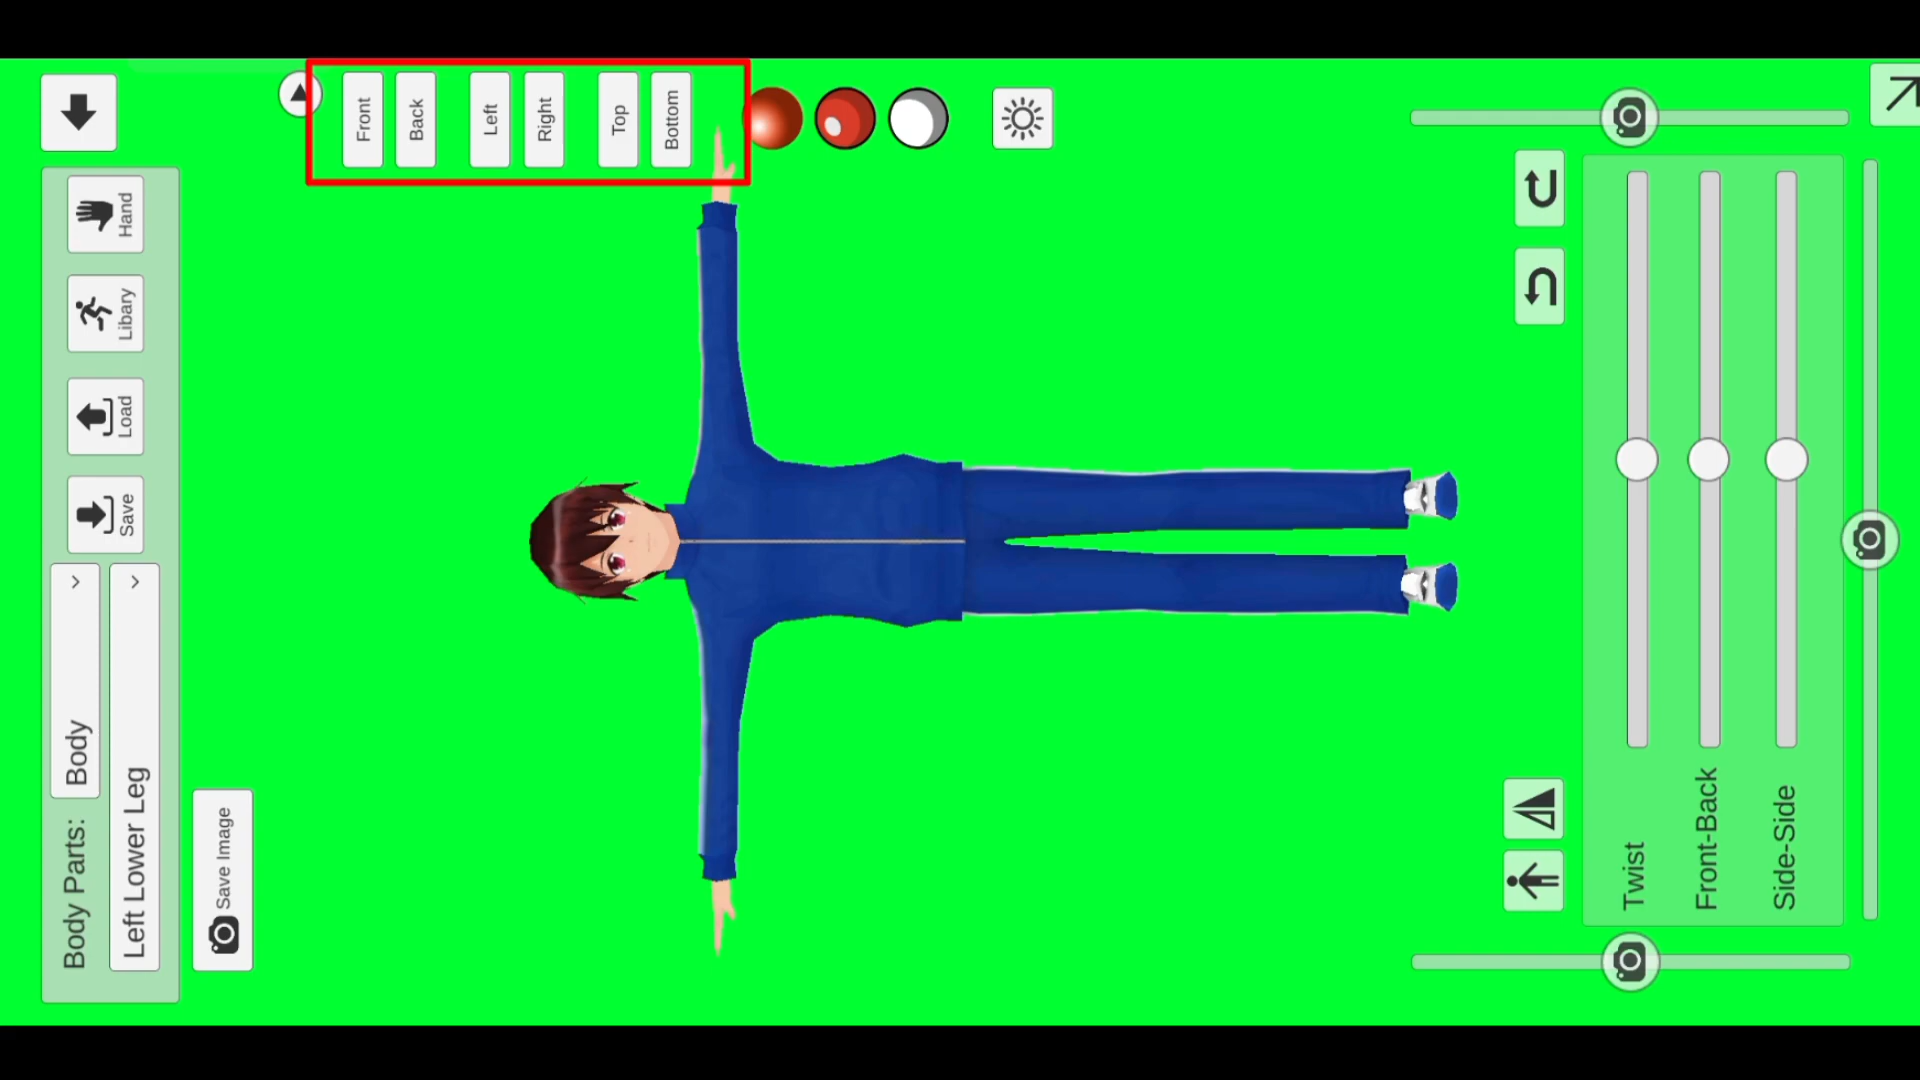 Body Parts:
Body
Save
Load
Libary
Hand
Left Lower Leg
Save Image
Front
Back
Left
Right
Top
Bottom
Twist
Front-Back
Side-Side